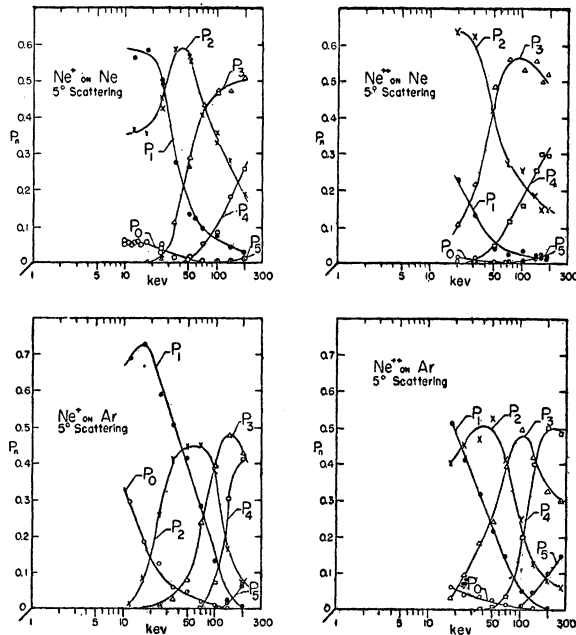 0.6
0.5
0.4
Pn
0.3
0.2
0.1
0
Ne+ on Ne
5° Scattering
P2
P3
P1
P0
P4
P5
1
5
10
50
100
300
kev
0.6
0.5
0.4
Pn
0.3
0.2
0.1
0
Ne++ on Ne
5° Scattering
P2
P3
P4
P1
P0
P5
1
5
10
50
100
300
kev
0.7
0.6
0.5
0.4
Pn
0.3
0.2
0.1
0
Ne+ on Ar
5° Scattering
P1
P3
P0
P2
P4
P5
1
5
10
50
100
300
kev
0.7
0.6
0.5
0.4
Pn
0.3
0.2
0.1
0
Ne++ on Ar
5° Scattering
P1
P2
P3
P4
P5
P0
1
5
10
50
100
300
kev